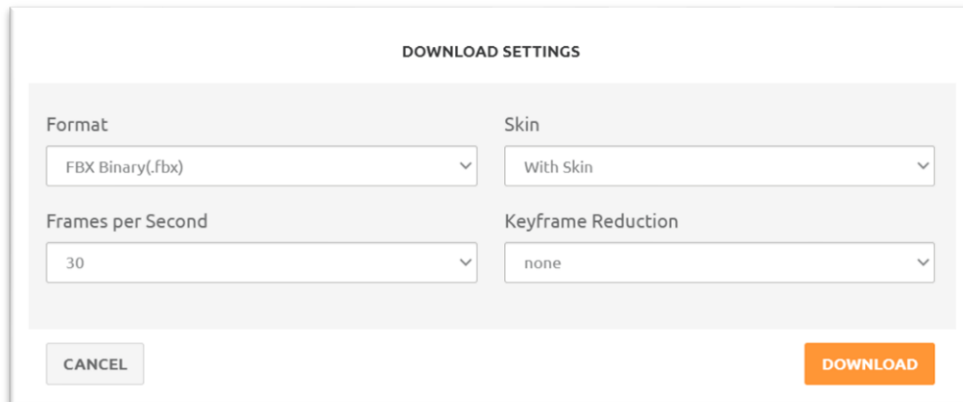 DOWNLOAD SETTINGS
Format
Skin
FBX Binary(.fbx)
With Skin
Frames per Second
Keyframe Reduction
30
none
CANCEL
DOWNLOAD